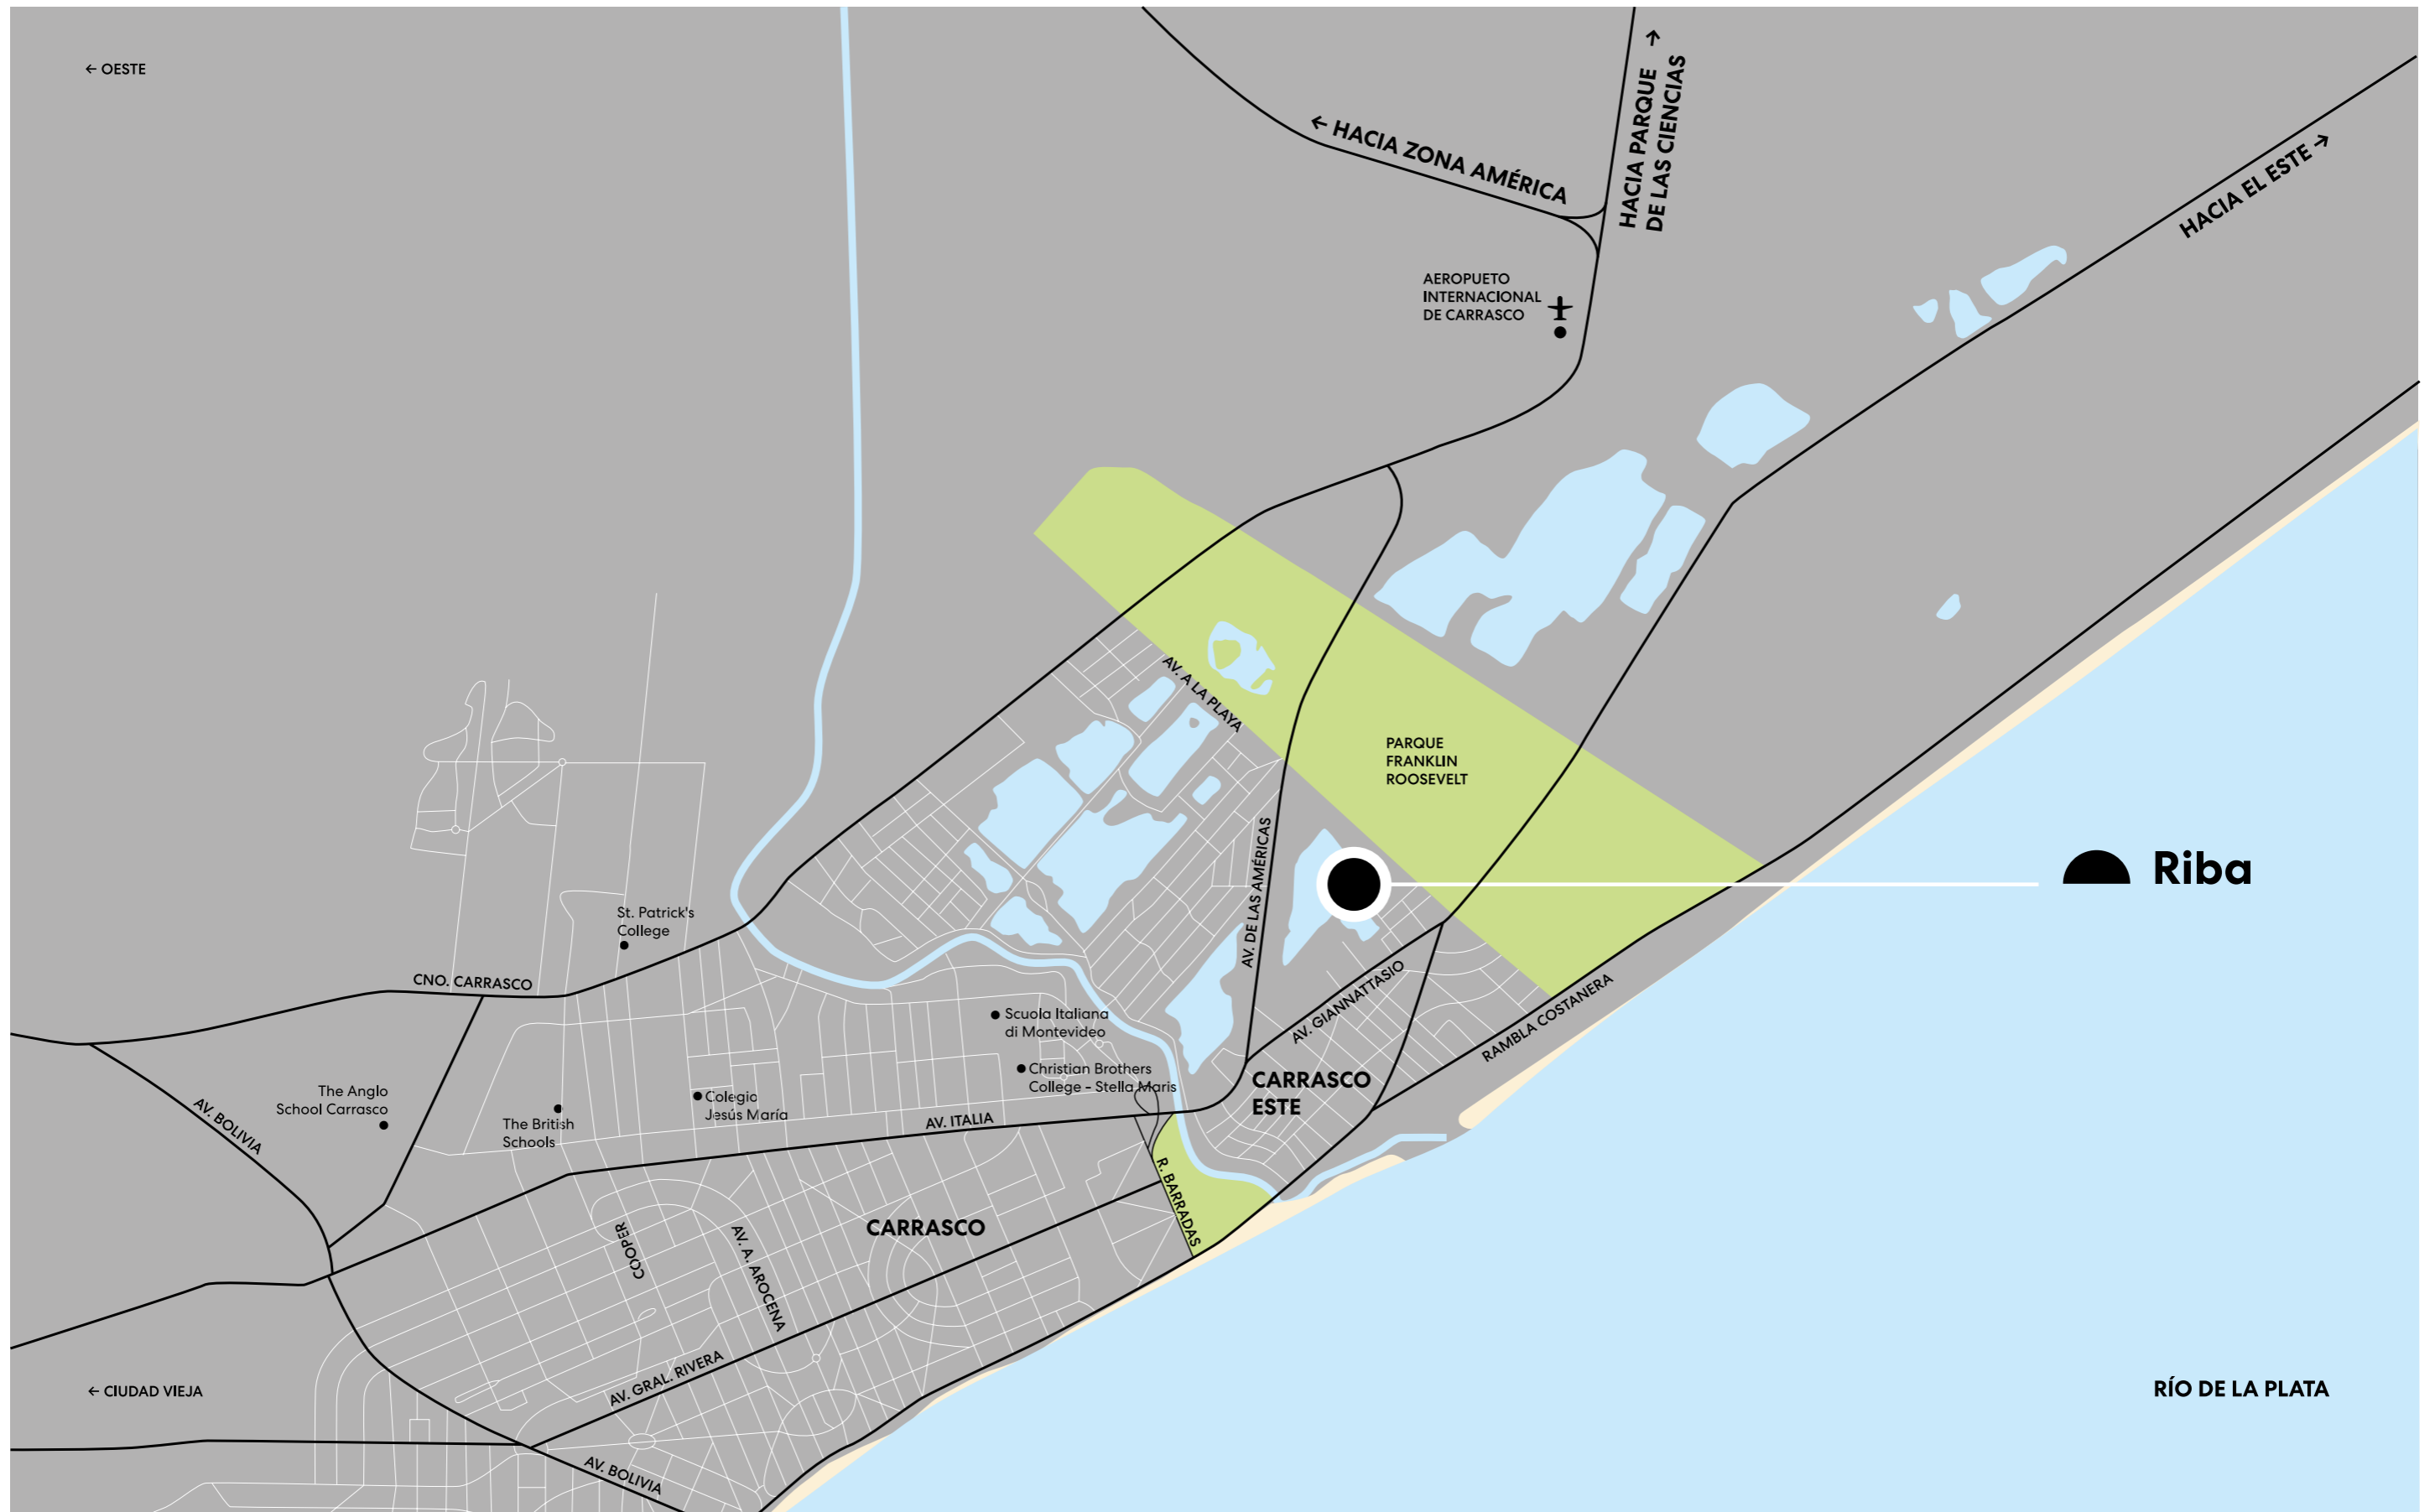 ← OESTE
← HACIA ZONA AMÉRICA
HACIA PARQUE →
DE LAS CIENCIAS
HACIA EL ESTE →
AEROPUETO
INTERNACIONAL
DE CARRASCO
AV. A LA PLAYA
PARQUE
FRANKLIN
ROOSEVELT
AV. DE LAS AMÉRICAS
Riba
St. Patrick's
College
CNO. CARRASCO
AV. GIANNATTASIO
RAMBLA COSTANERA
Scuola Italiana
di Montevideo
Christian Brothers
College - Stella Maris
CARRASCO
ESTE
The Anglo
School Carrasco
AV. BOLIVIA
The British
Schools
Colegio
Jesús María
AV. ITALIA
R. BARRADAS
CARRASCO
COOPER
AV. A. AROCENA
AV. GRAL. RIVERA
← CIUDAD VIEJA
RÍO DE LA PLATA
AV. BOLIVIA